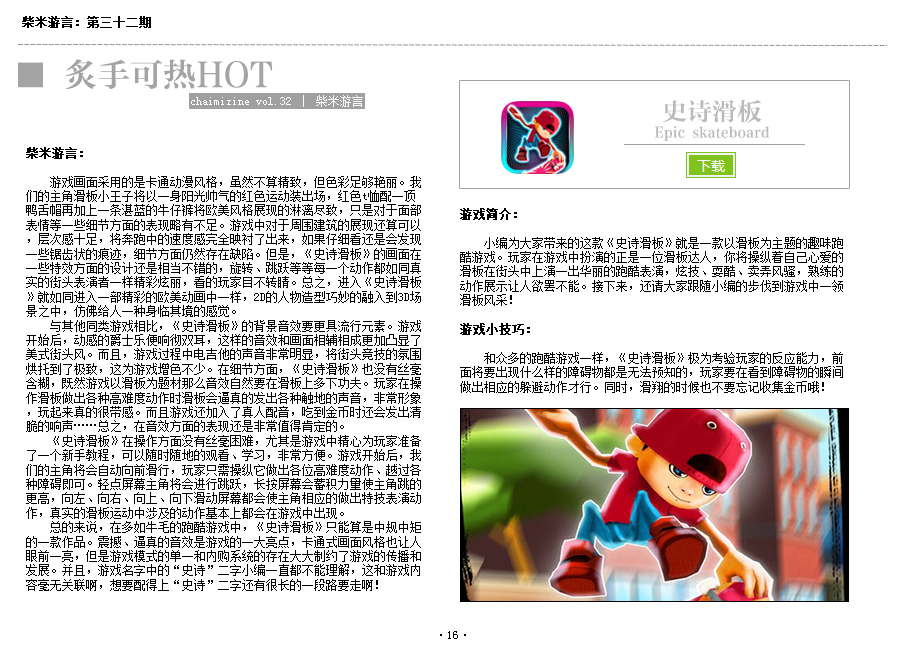 柴米游言：第三十二期
炙手可热HOT
chaimizine vol.32 | 柴米游言
柴米游言：
游戏画面采用的是卡通动漫风格，虽然不算精致，但色彩足够艳丽。我
们的主角滑板小王子将以一身阳光帅气的红色运动装出场，红色t恤配一顶
鸭舌帽再加上一条湛蓝的牛仔裤将欧美风格展现的淋漓尽致，只是对于面部
表情等一些细节方面的表现略有不足。游戏中对于周围建筑的展现还算可以
，层次感十足，将奔跑中的速度感完全映衬了出来，如果仔细看还是会发现
一些锯齿状的痕迹，细节方面仍然存在缺陷。但是，《史诗滑板》的画面在
一些特效方面的设计还是相当不错的，旋转、跳跃等等每一个动作都如同真
实的街头表演者一样精彩炫丽，看的玩家目不转睛。总之，进入《史诗滑板
》就如同进入一部精彩的欧美动画中一样，2D的人物造型巧妙的融入到3D场
景之中，仿佛给人一种身临其境的感觉。
与其他同类游戏相比，《史诗滑板》的背景音效要更具流行元素。游戏
开始后，动感的爵士乐便响彻双耳，这样的音效和画面相辅相成更加凸显了
美式街头风。而且，游戏过程中电吉他的声音非常明显，将街头竞技的氛围
烘托到了极致，这为游戏增色不少。在细节方面，《史诗滑板》也没有丝毫
含糊，既然游戏以滑板为题材那么音效自然要在滑板上多下功夫。玩家在操
作滑板做出各种高难度动作时滑板会逼真的发出各种触地的声音，非常形象
，玩起来真的很带感。而且游戏还加入了真人配音，吃到金币时还会发出清
脆的响声……总之，在音效方面的表现还是非常值得肯定的。
《史诗滑板》在操作方面没有丝毫困难，尤其是游戏中精心为玩家准备
了一个新手教程，可以随时随地的观看、学习，非常方便。游戏开始后，我
们的主角将会自动向前滑行，玩家只需操纵它做出各位高难度动作、越过各
种障碍即可。轻点屏幕主角将会进行跳跃，长按屏幕会蓄积力量使主角跳的
更高，向左、向右、向上、向下滑动屏幕都会使主角相应的做出特技表演动
作，真实的滑板运动中涉及的动作基本上都会在游戏中出现。
总的来说，在多如牛毛的跑酷游戏中，《史诗滑板》只能算是中规中矩
的一款作品。震撼、逼真的音效是游戏的一大亮点，卡通式画面风格也让人
眼前一亮，但是游戏模式的单一和内购系统的存在大大制约了游戏的传播和
发展。并且，游戏名字中的“史诗”二字小编一直都不能理解，这和游戏内
容毫无关联啊，想要配得上“史诗”二字还有很长的一段路要走啊！
史诗滑板
Epic skateboard
下载
游戏简介：
小编为大家带来的这款《史诗滑板》就是一款以滑板为主题的趣味跑
酷游戏。玩家在游戏中扮演的正是一位滑板达人，你将操纵着自己心爱的
滑板在街头中上演一出华丽的跑酷表演，炫技、耍酷、卖弄风骚，熟练的
动作展示让人欲罢不能。接下来，还请大家跟随小编的步伐到游戏中一领
滑板风采！
游戏小技巧：
和众多的跑酷游戏一样，《史诗滑板》极为考验玩家的反应能力，前
面将要出现什么样的障碍物都是无法预知的，玩家要在看到障碍物的瞬间
做出相应的躲避动作才行。同时，滑翔的时候也不要忘记收集金币哦！
· 16 ·